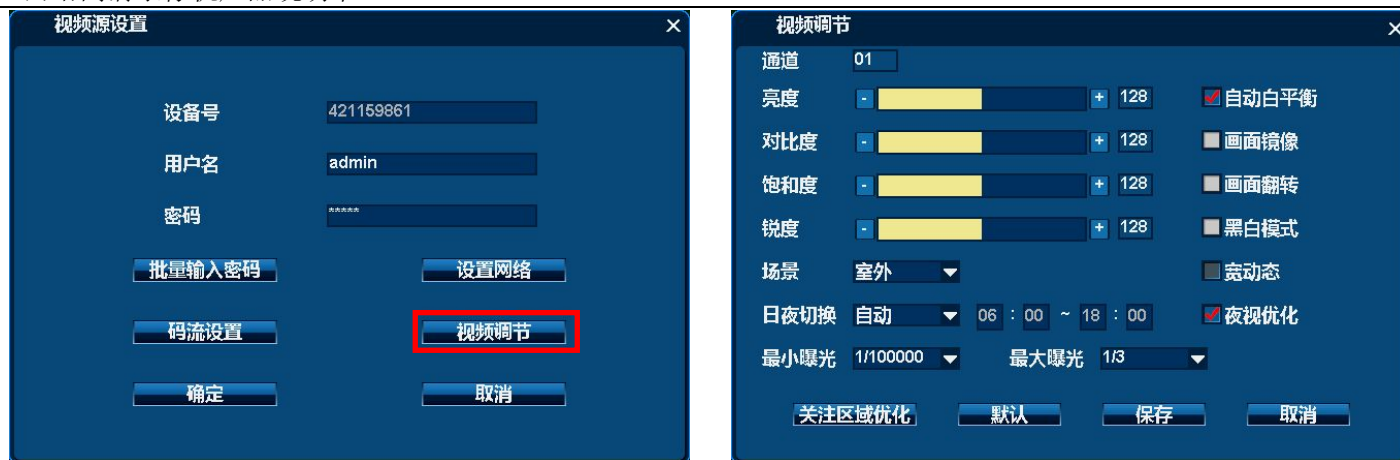 视频源设置
设备号 421159861
用户名 admin
密码 *****
批量输入密码 设置网络
码流设置 视频调节
确定 取消
视频调节
通道 01
亮度 - + 128 自动白平衡
对比度 - + 128 画面镜像
饱和度 - + 128 画面翻转
锐度 - + 128 黑白模式
场景 室外 宽动态
日夜切换 自动 06 : 00 ~ 18 : 00 夜视优化
最小曝光 1/100000 最大曝光 1/3
关注区域优化 默认 保存 取消